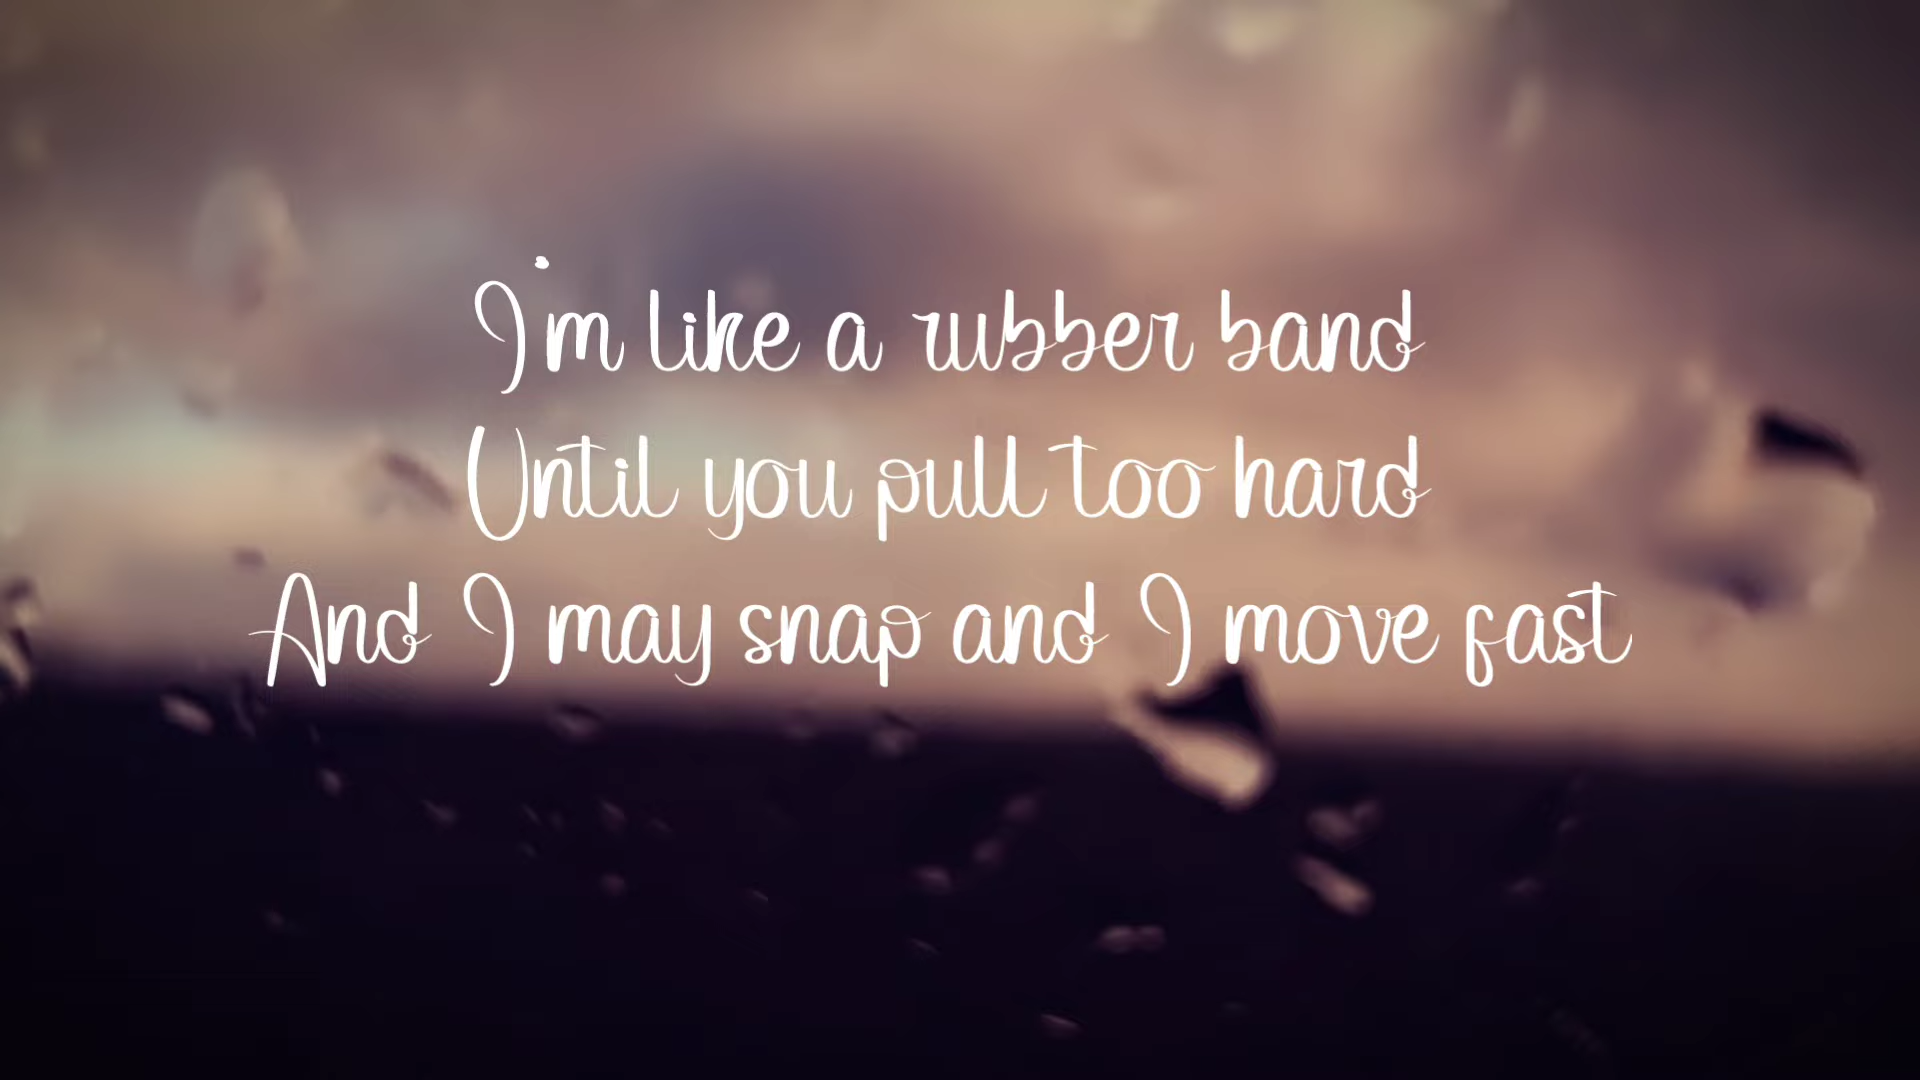 I'm like a rubber band
Until you pull too hard
And I may snap and I move fast